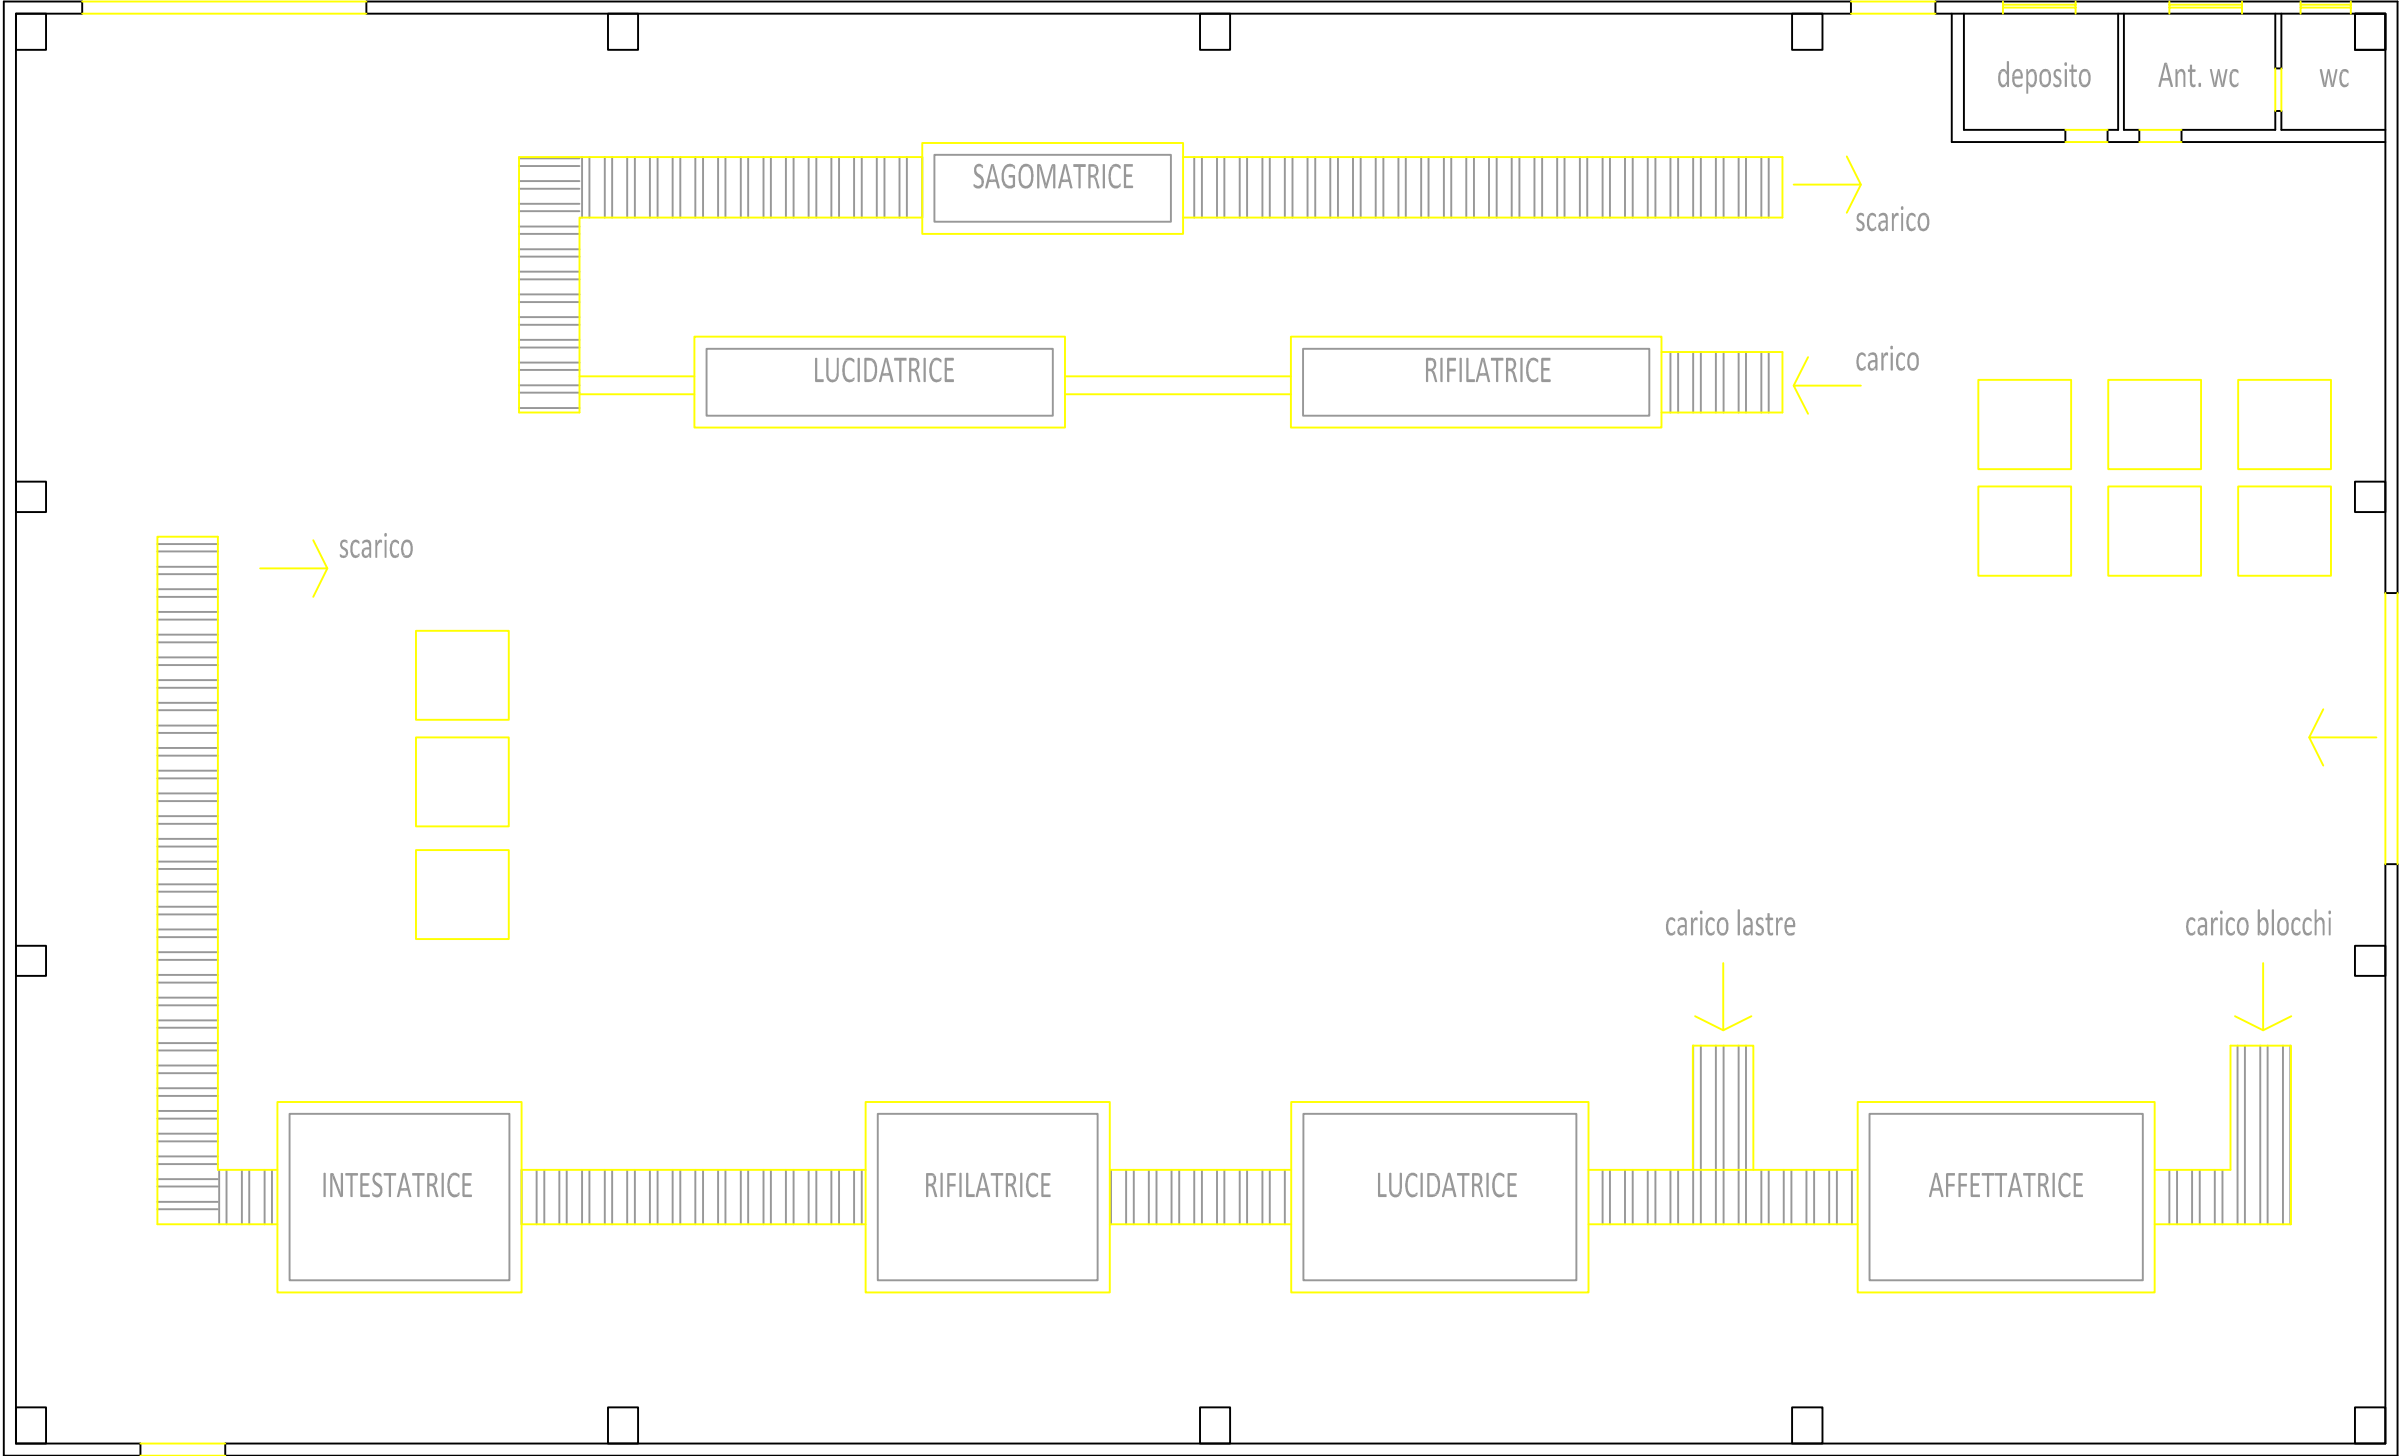 deposito
Ant. wc
wc
SAGOMATRICE
scarico
LUCIDATRICE
RIFILATRICE
carico
scarico
carico lastre
carico blocchi
INTESTATRICE
RIFILATRICE
LUCIDATRICE
AFFETTATRICE